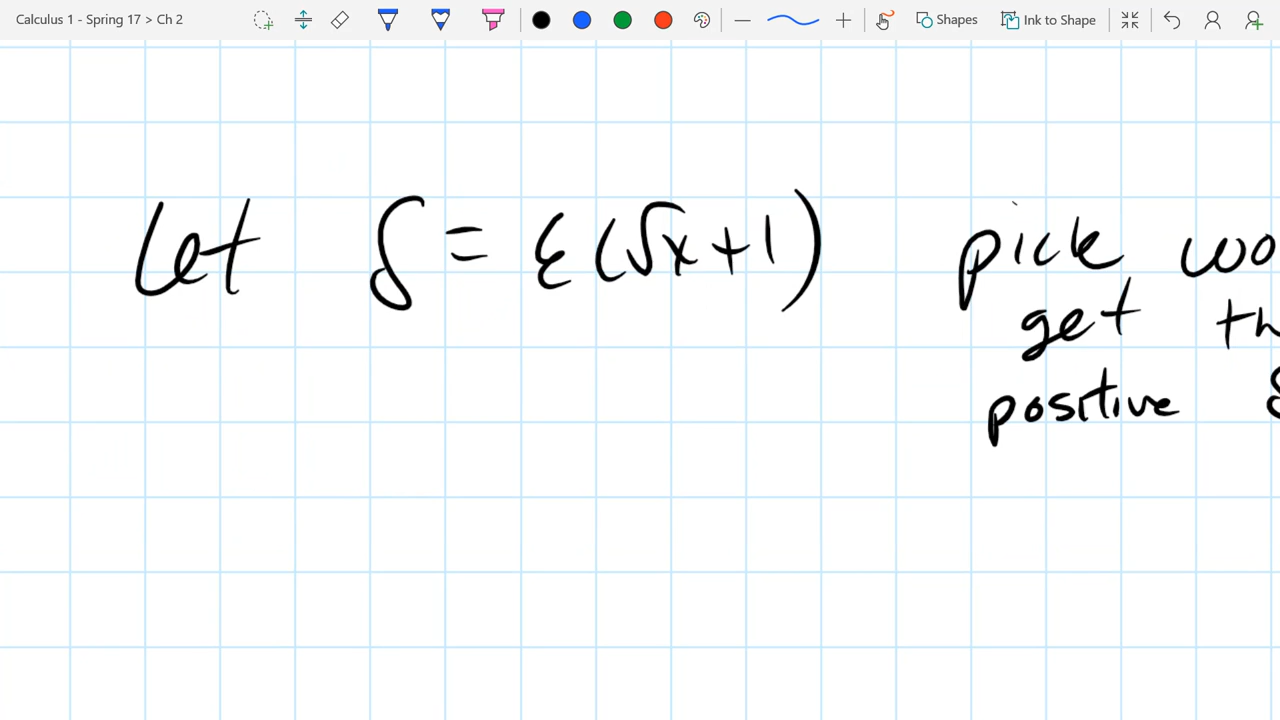 Calculus 1 - Spring 17 > Ch 2
Shapes
Ink to Shape
Let δ = ε(√x+1)
pick
get
positive